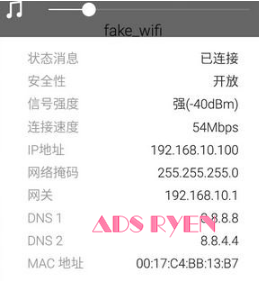 fake_wifi
状态消息 已连接
安全性 开放
信号强度 强(-40dBm)
连接速度 54Mbps
IP地址 192.168.10.100
网络掩码 255.255.255.0
网关 192.168.10.1
DNS 1 8.8.8.8
ADS RYEN
DNS 2 8.8.4.4
MAC 地址 00:17:C4:BB:13:B7